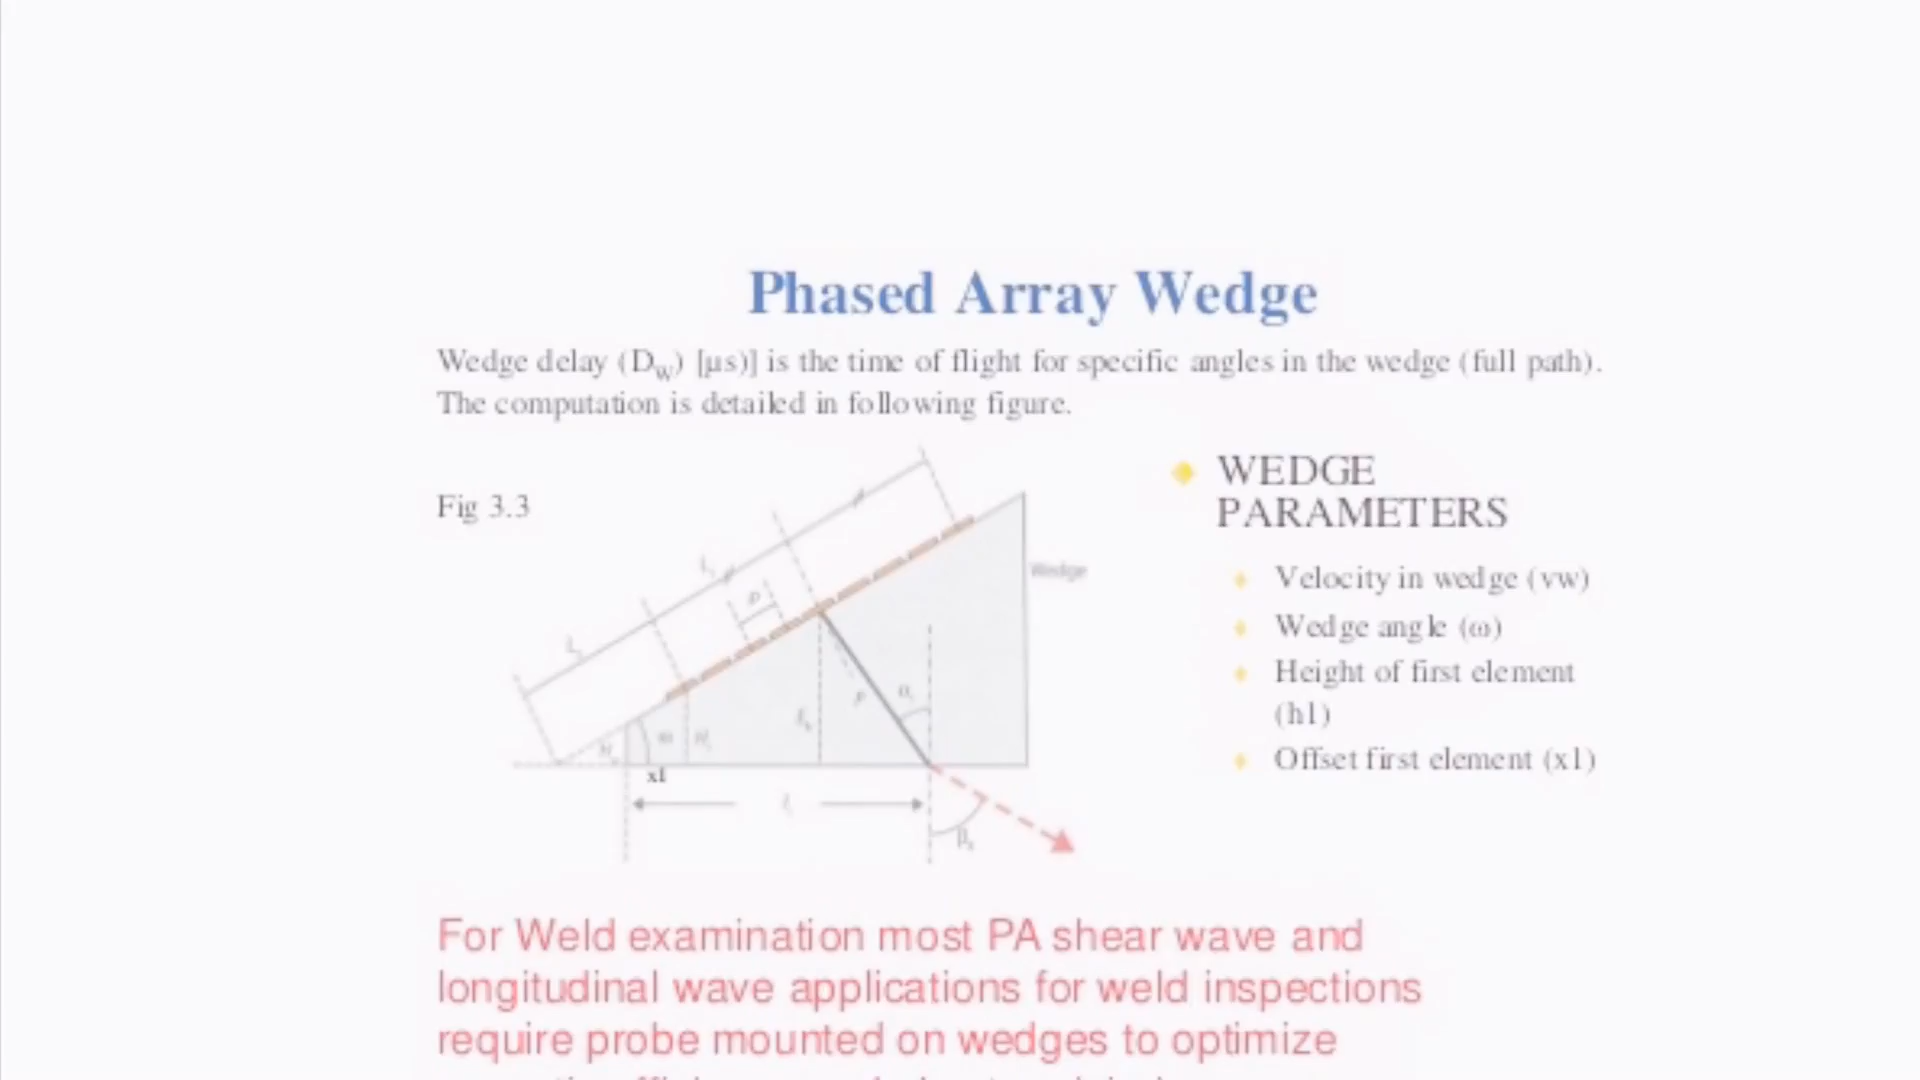 Phased Array Wedge
Wedge delay (Dw) [µs)] is the time of flight for specific angles in the wedge (full path).
The computation is detailed in following figure.
Fig 3.3
WEDGE
PARAMETERS
Velocity in wedge (vw)
Wedge angle (ω)
Height of first element
(h1)
Offset first element (x1)
Wedge
P
ω
x1
For Weld examination most PA shear wave and
longitudinal wave applications for weld inspections
require probe mounted on wedges to optimize